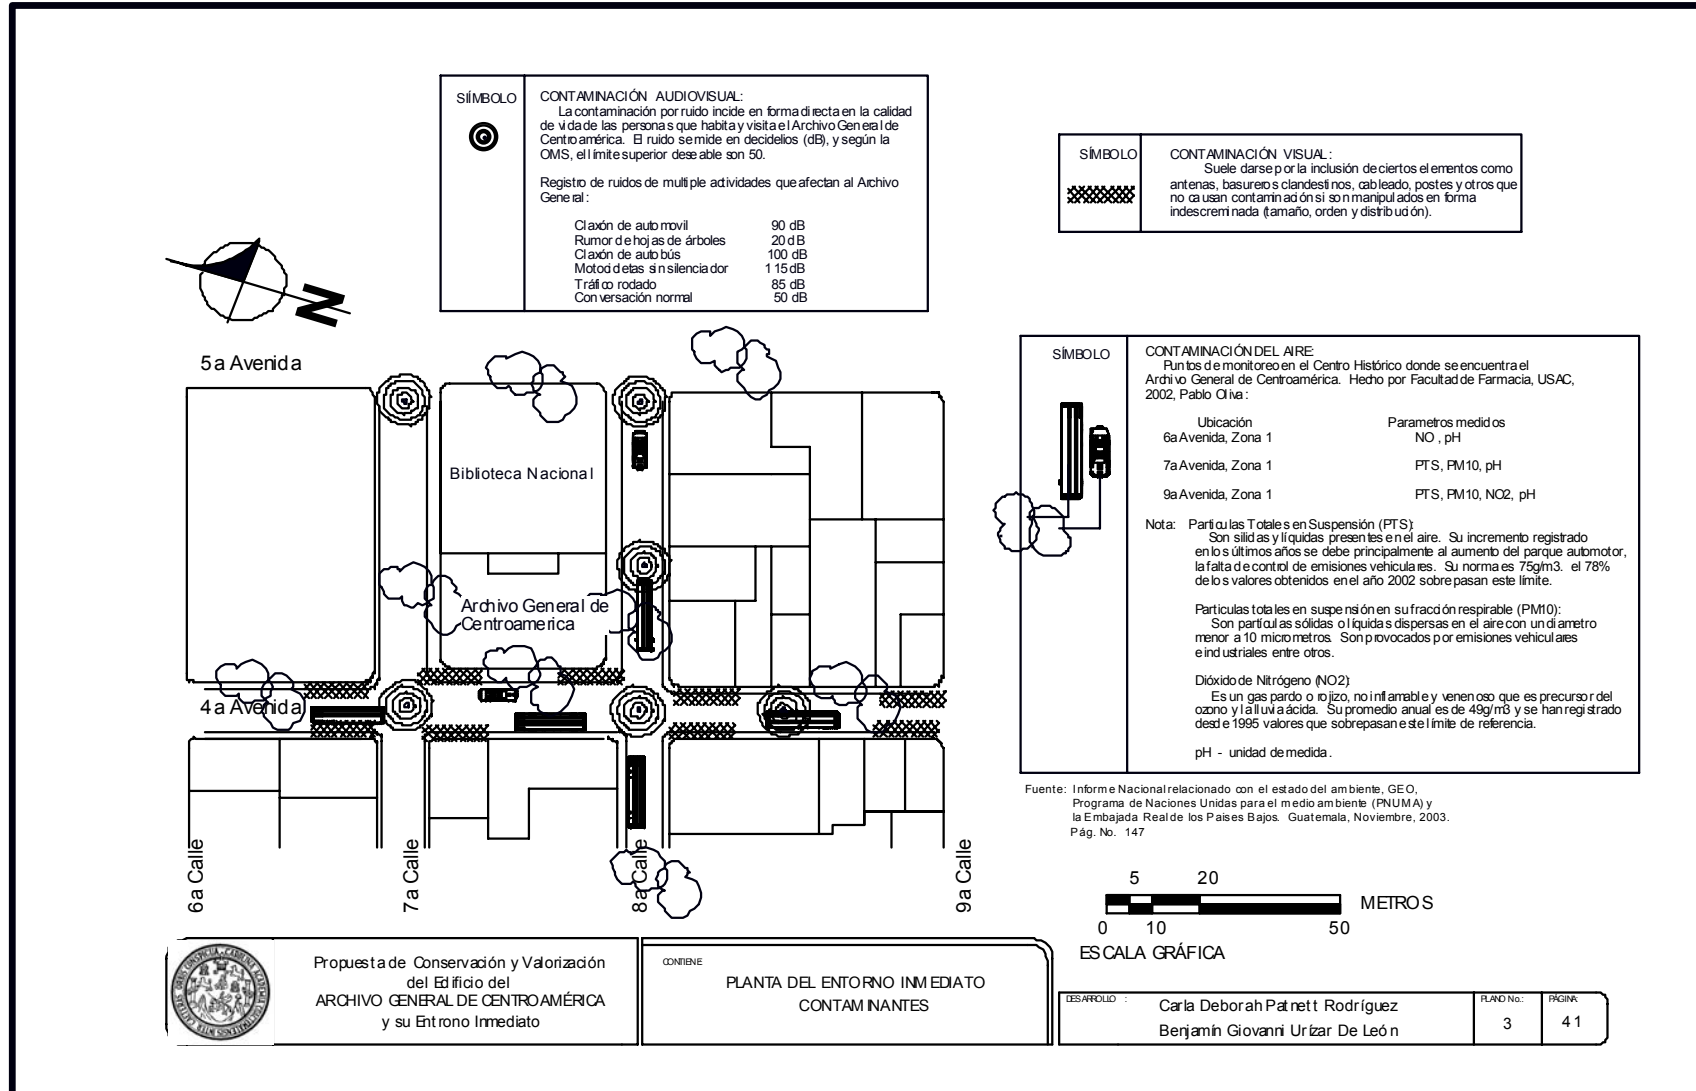 SÍMBOLO
CONTAMINACIÓN AUDIOVISUAL:
La contaminación por ruido incide en forma directa en la calidad
de vida de las personas que habita y visita el Archivo General de
Centroamérica. El ruido se mide en decidelios (dB), y según la
OMS, el límite superior deseable son 50.
Registro de ruidos de multiple actividades que afectan al Archivo
General:
Claxón de automovil 90 dB
Rumor de hojas de árboles 20 dB
Claxón de autobús 100 dB
Motocicletas sin silenciador 115 dB
Tráfico rodado 85 dB
Conversación normal 50 dB
SÍMBOLO
CONTAMINACIÓN VISUAL:
Suele darse por la inclusión de ciertos elementos como
antenas, basureros clandestinos, cableado, postes y otros que
no causan contaminación si son manipulados en forma
indescreminada (tamaño, orden y distribución).
N
5a Avenida
Biblioteca Nacional
Archivo General de
Centroamerica
4a Avenida
6a Calle
7a Calle
8a Calle
9a Calle
SÍMBOLO
CONTAMINACIÓN DEL AIRE:
Puntos de monitoreo en el Centro Histórico donde se encuentra el
Archivo General de Centroamérica. Hecho por Facultad de Farmacia, USAC,
2002, Pablo Oliva:
Ubicación Parametros medidos
6a Avenida, Zona 1 NO, pH
7a Avenida, Zona 1 PTS, PM10, pH
9a Avenida, Zona 1 PTS, PM10, NO2, pH
Nota: Particulas Totales en Suspensión (PTS):
Son silidas y líquidas presentes en el aire. Su incremento registrado
en los últimos años se debe principalmente al aumento del parque automotor,
la falta de control de emisiones vehiculares. Su norma es 75g/m3. el 78%
de los valores obtenidos en el año 2002 sobrepasan este límite.
Particulas totales en suspensión en su fracción respirable (PM10):
Son partículas sólidas o líquidas dispersas en el aire con un diametro
menor a 10 micrometros. Son provocados por emisiones vehiculares
e industriales entre otros.
Dióxido de Nitrógeno (NO2):
Es un gas pardo o rojizo, no inflamable y venenoso que es precursor del
ozono y la lluvia ácida. Su promedio anual es de 49g/m3 y se han registrado
desde 1995 valores que sobrepasan este límite de referencia.
pH - unidad de medida.
Fuente: Informe Nacional relacionado con el estado del ambiente, GEO,
Programa de Naciones Unidas para el medio ambiente (PNUMA) y
la Embajada Real de los Paises Bajos. Guatemala, Noviembre, 2003.
Pág. No. 147
5 20
METROS
0 10 50
ESCALA GRÁFICA
Propuesta de Conservación y Valorización
del Edificio del
ARCHIVO GENERAL DE CENTROAMÉRICA
y su Entrono Inmediato
CONTIENE
PLANTA DEL ENTORNO INMEDIATO
CONTAMINANTES
DESARROLLO :
Carla Deborah Patnett Rodríguez
Benjamín Giovanni Urízar De León
PLANO No.:
3
PÁGINA:
41